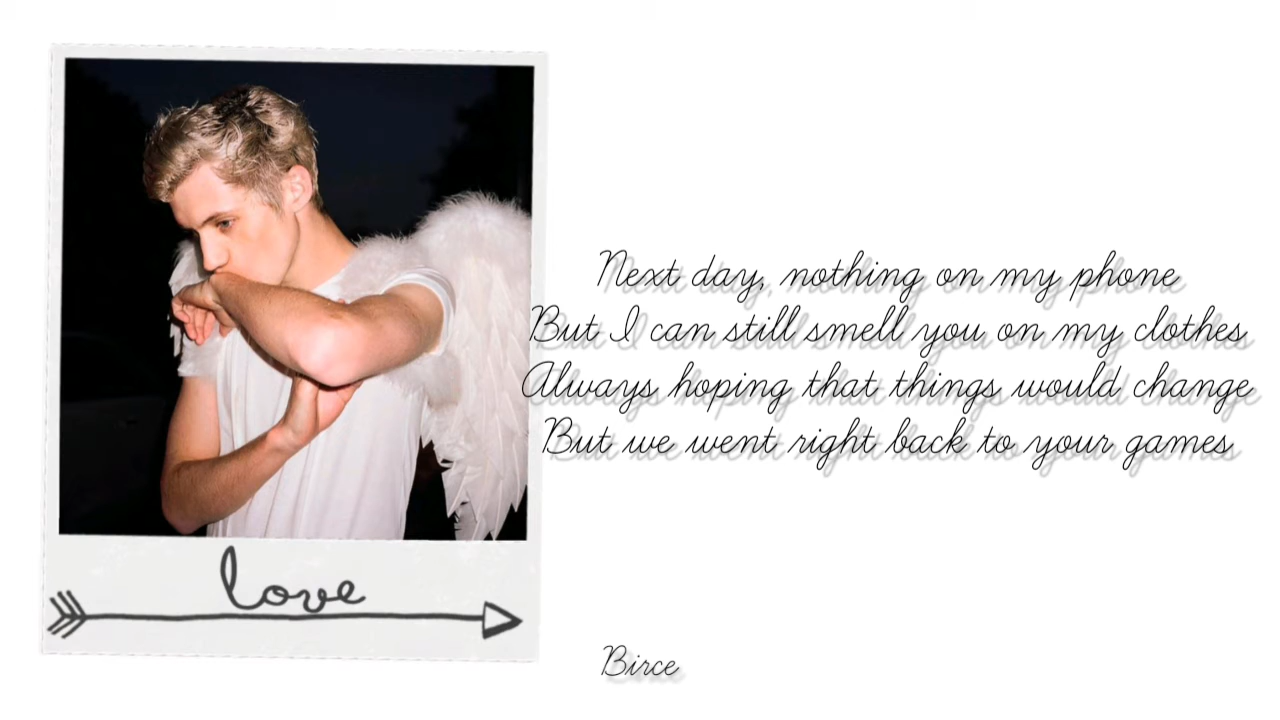 Next day, nothing on my phone
But I can still smell you on my clothes
Always hoping that things would change
But we went right back to your games
love
Birce